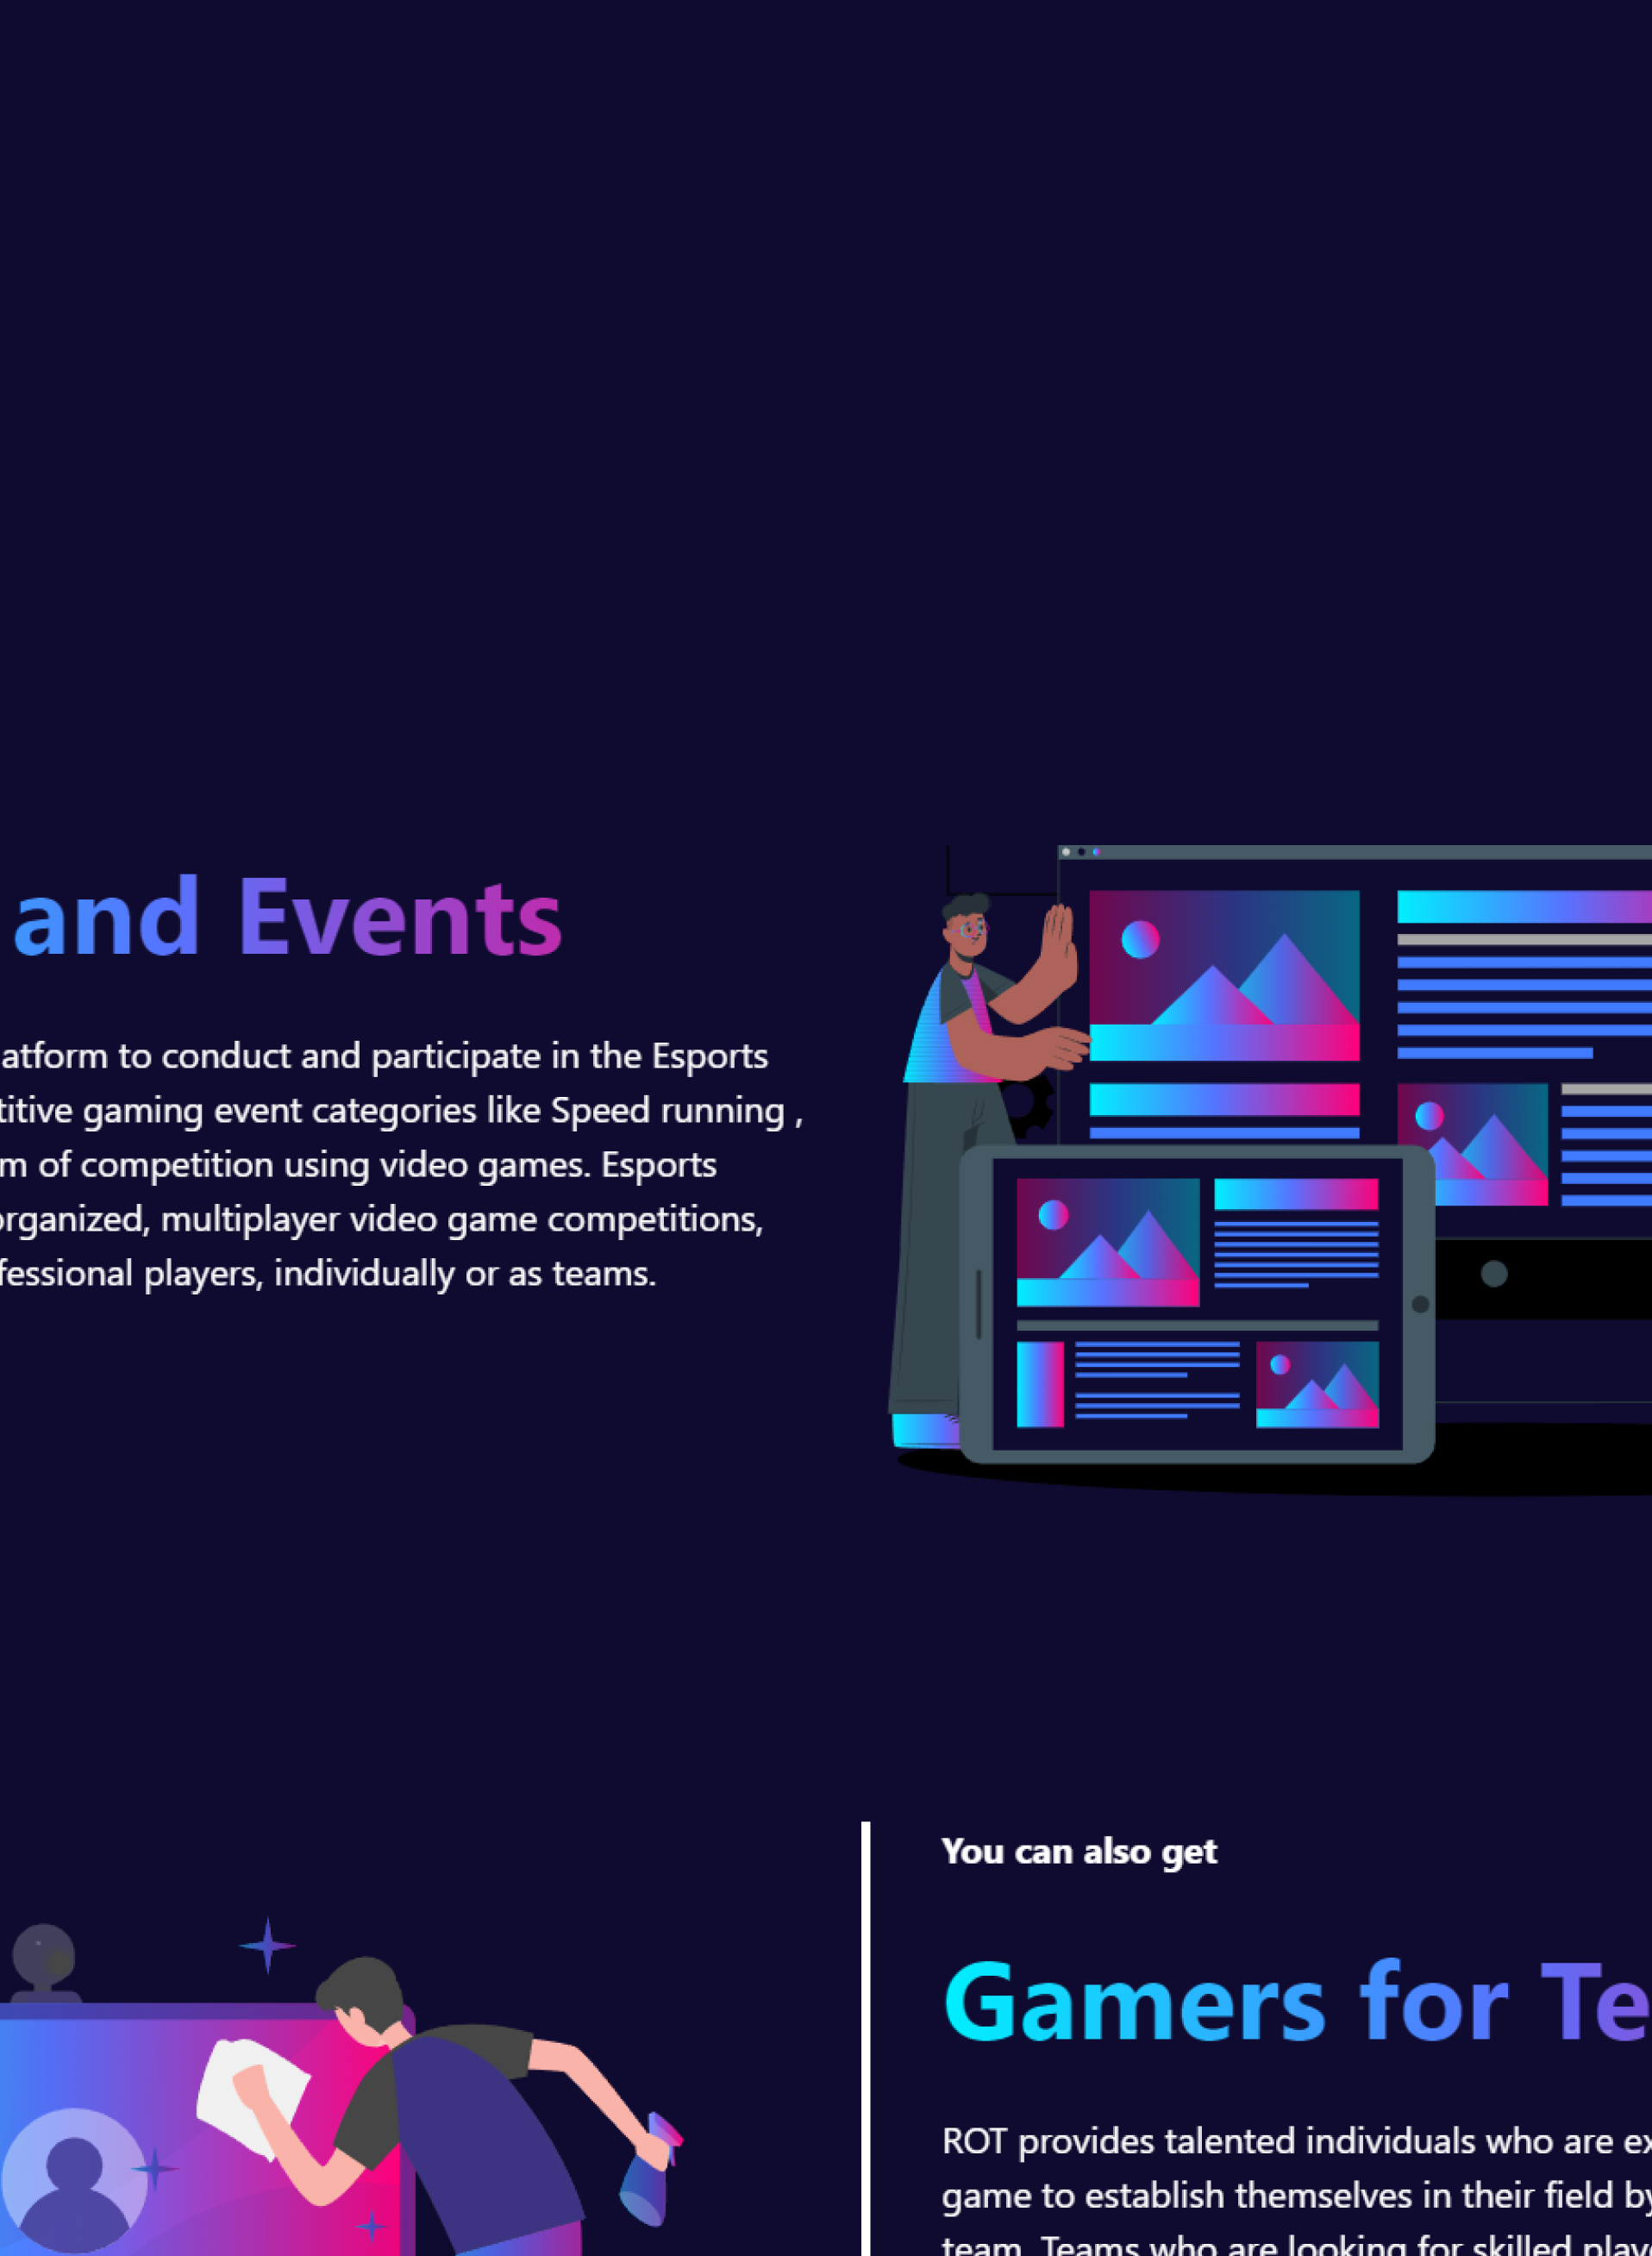 and Events
atform to conduct and participate in the Esports
titive gaming event categories like Speed running ,
m of competition using video games. Esports
organized, multiplayer video game competitions,
fessional players, individually or as teams.
You can also get
Gamers for Te
ROT provides talented individuals who are ex
game to establish themselves in their field by
team. Teams who are looking for skilled play